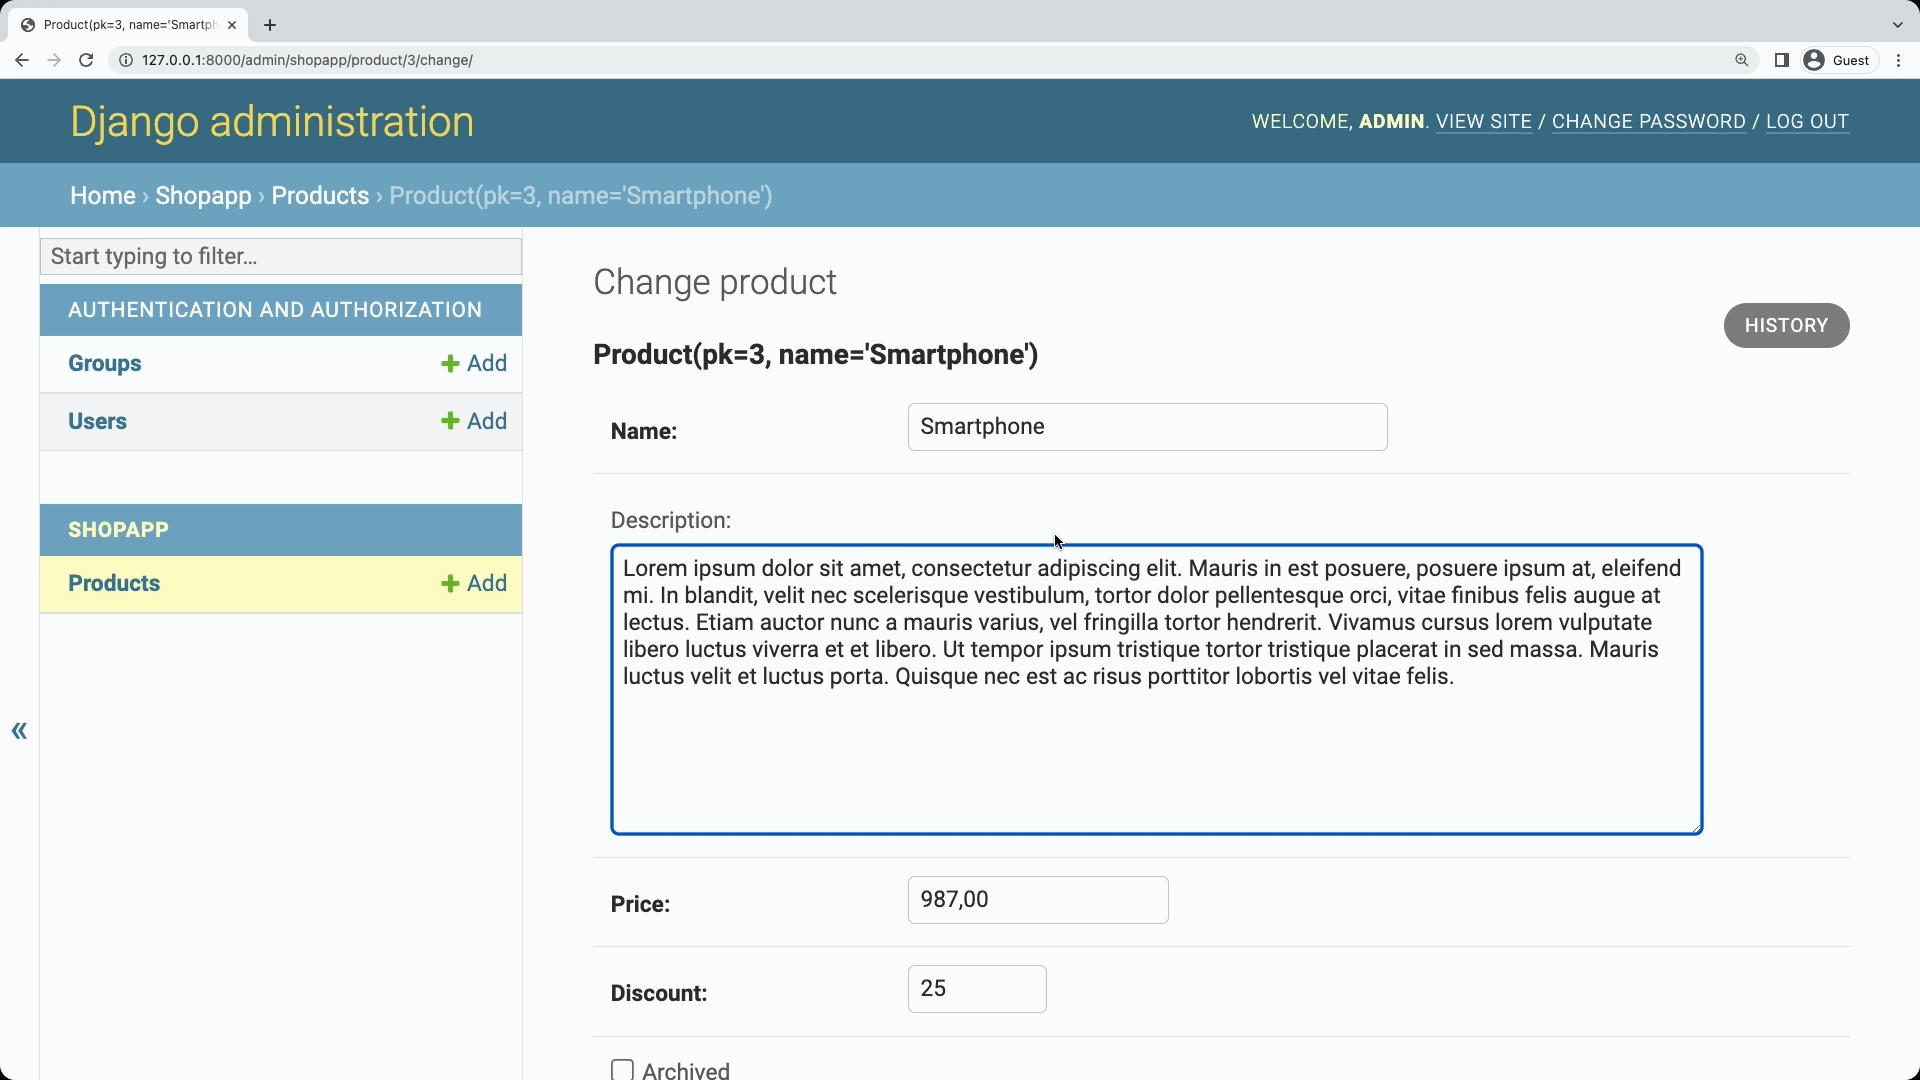 Product(pk=3, name='Smartph
127.0.0.1:8000/admin/shopapp/product/3/change/
Guest
Django administration
WELCOME, ADMIN. VIEW SITE / CHANGE PASSWORD / LOG OUT
Home › Shopapp › Products › Product(pk=3, name='Smartphone')
Start typing to filter...
AUTHENTICATION AND AUTHORIZATION
Groups
Add
Users
Add
SHOPAPP
Products
Add
«
Change product
HISTORY
Product(pk=3, name='Smartphone')
Name:
Smartphone
Description:
Lorem ipsum dolor sit amet, consectetur adipiscing elit. Mauris in est posuere, posuere ipsum at, eleifend
mi. In blandit, velit nec scelerisque vestibulum, tortor dolor pellentesque orci, vitae finibus felis augue at
lectus. Etiam auctor nunc a mauris varius, vel fringilla tortor hendrerit. Vivamus cursus lorem vulputate
libero luctus viverra et et libero. Ut tempor ipsum tristique tortor tristique placerat in sed massa. Mauris
luctus velit et luctus porta. Quisque nec est ac risus porttitor lobortis vel vitae felis.
Price:
987,00
Discount:
25
Archived